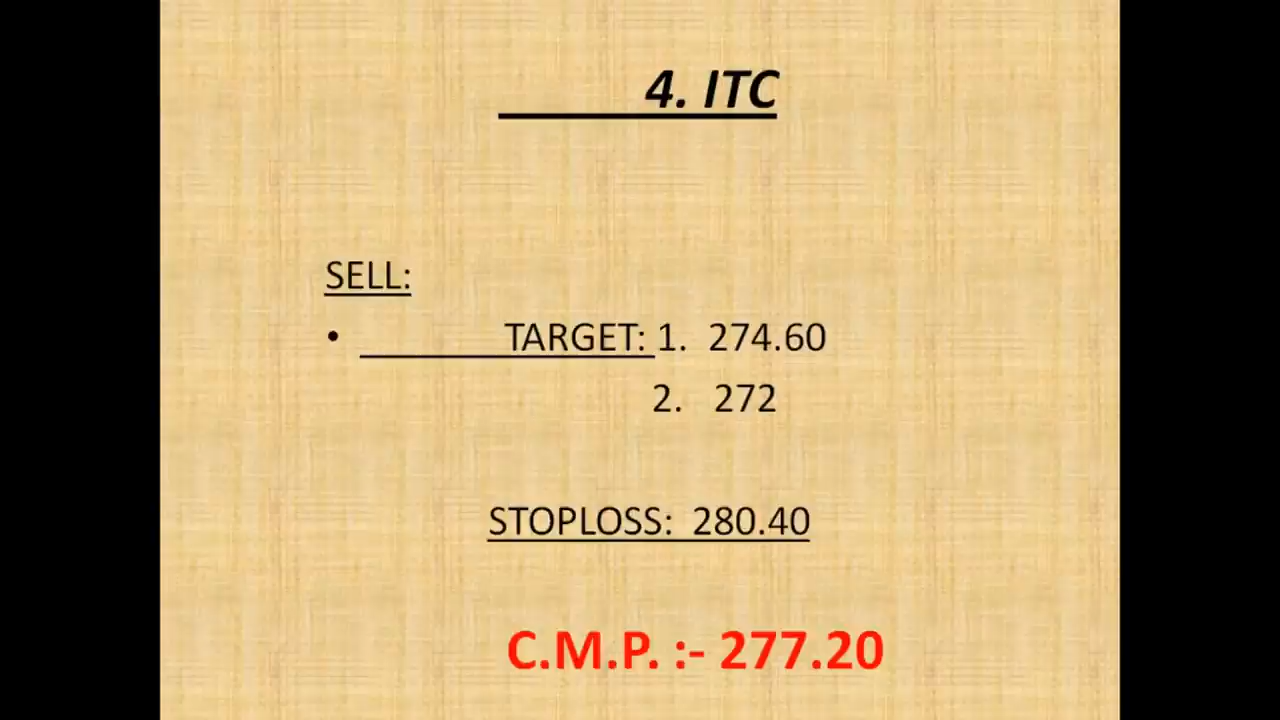 4. ITC
SELL:
• TARGET: 1. 274.60
2. 272
STOPLOSS: 280.40
C.M.P. :- 277.20